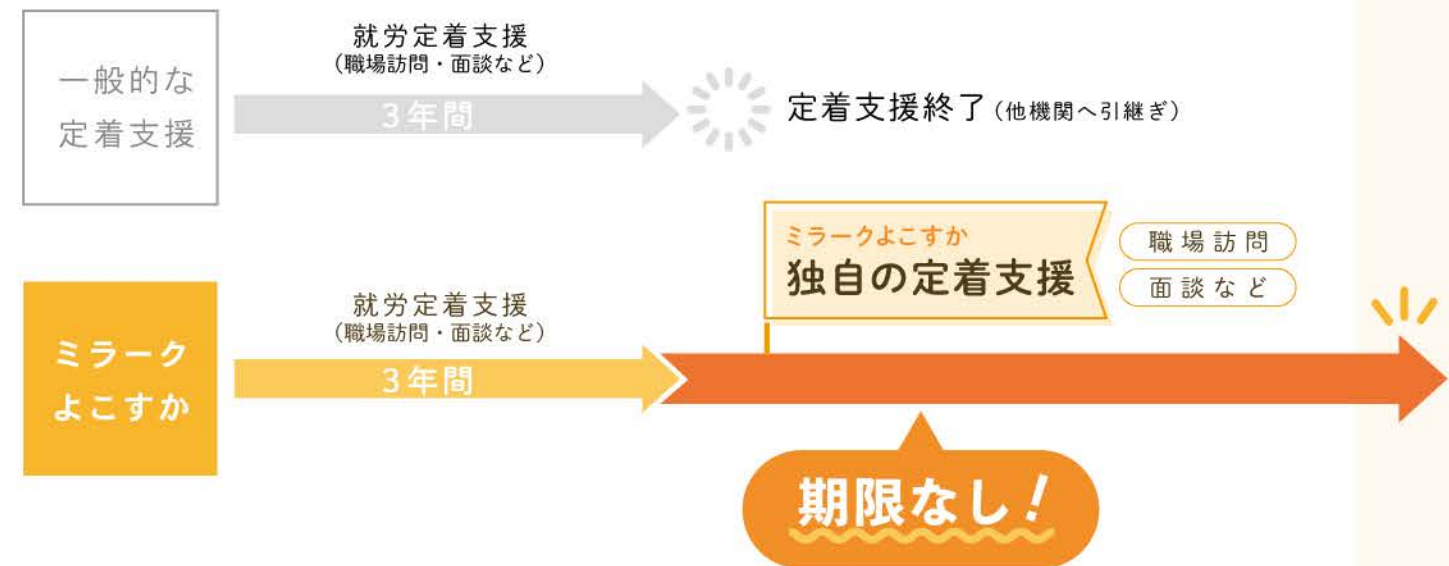 一般的な
定着支援
就労定着支援
(職場訪問・面談など)
3年間
定着支援終了(他機関へ引継ぎ)
ミラークよこすか
独自の定着支援
職場訪問
面談など
ミラーク
よこすか
就労定着支援
(職場訪問・面談など)
3年間
期限なし!